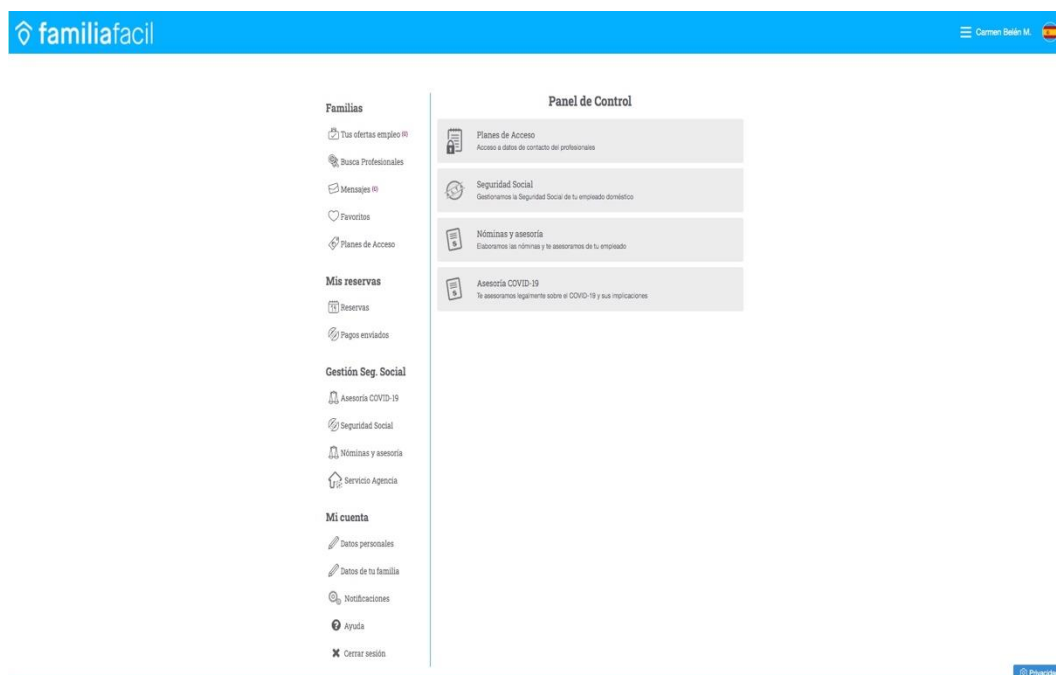 familiafacil
Carmen Belén M.
Familias
Tus ofertas empleo (0)
Busca Profesionales
Mensajes (0)
Favoritos
Planes de Acceso
Mis reservas
Reservas
Pagos enviados
Gestión Seg. Social
Asesoría COVID-19
Seguridad Social
Nóminas y asesoría
Servicio Agencia
Mi cuenta
Datos personales
Datos de tu familia
Notificaciones
Ayuda
Cerrar sesión
Panel de Control
Planes de Acceso
Acceso a datos de contacto del profesionales
Seguridad Social
Gestionamos la Seguridad Social de tu empleado doméstico
Nóminas y asesoría
Elaboramos las nóminas y te asesoramos de tu empleado
Asesoría COVID-19
Te asesoramos legalmente sobre el COVID-19 y sus implicaciones